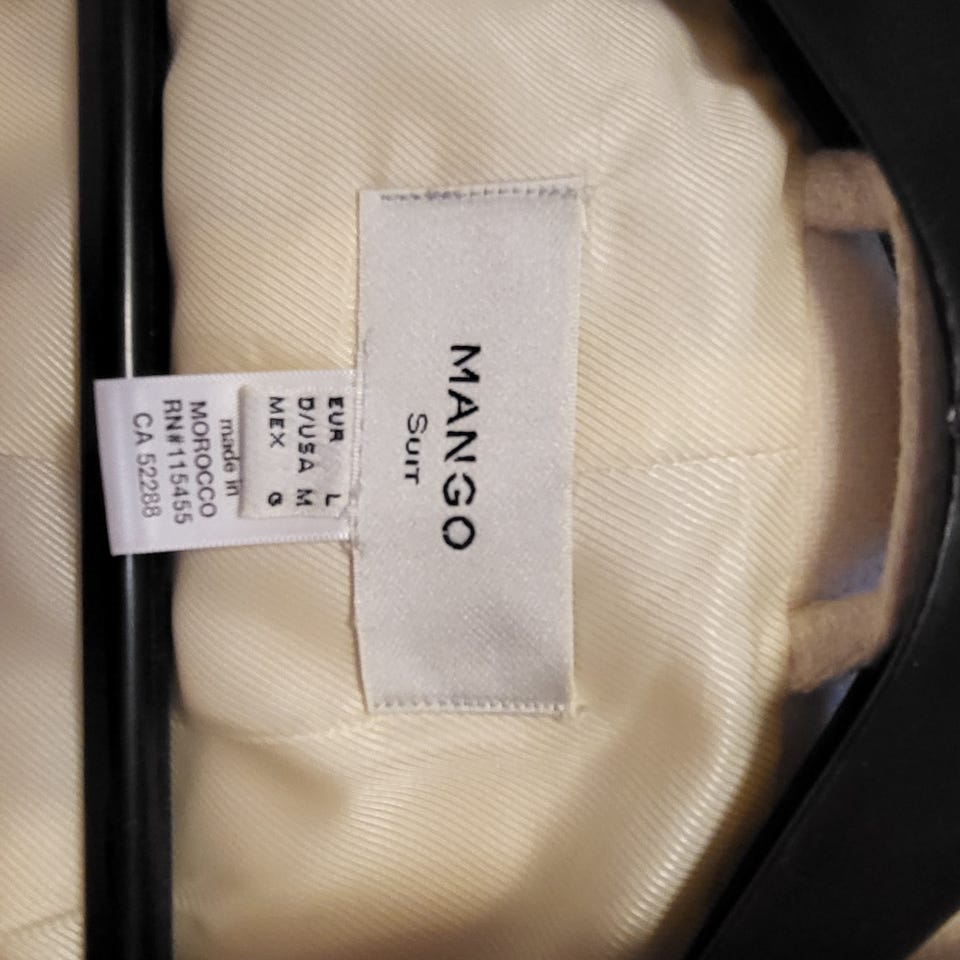 MANGO
SUIT
EUR L
D/USA M
MEX G
made in
MOROCCO
RN#115455
CA 52288